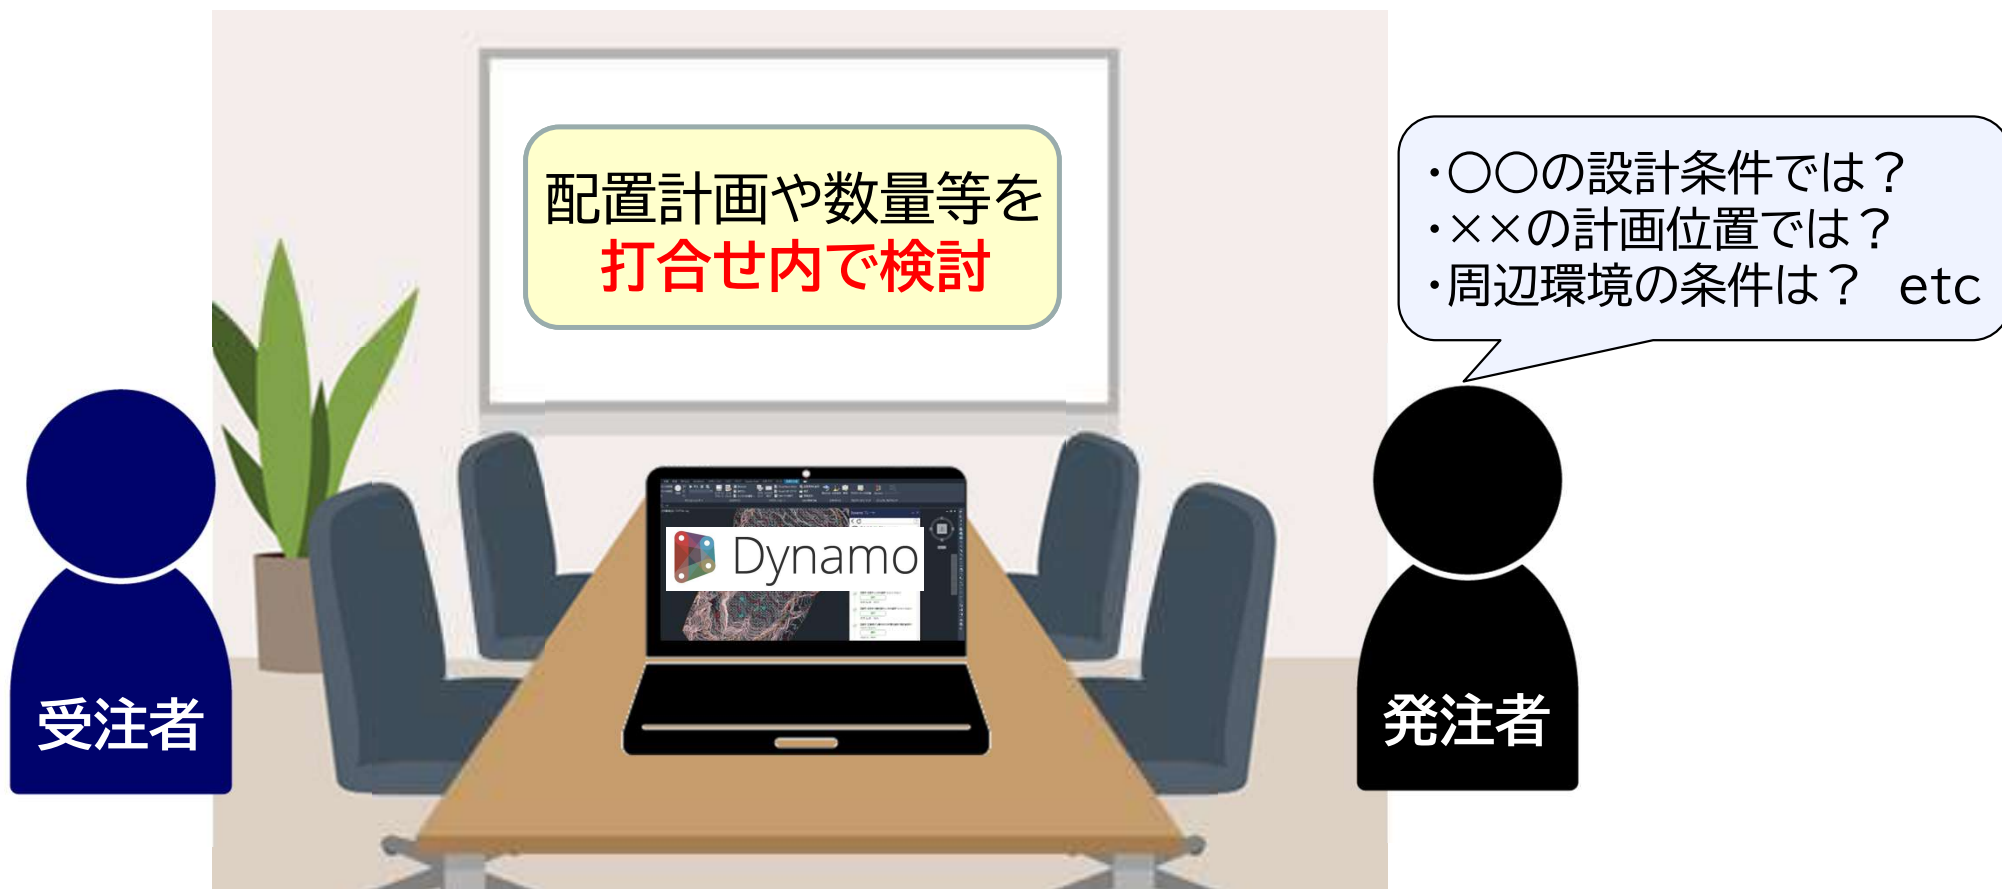 配置計画や数量等を
打合せ内で検討
・〇〇の設計条件では？
・××の計画位置では？
・周辺環境の条件は？ etc
Dynamo
受注者
発注者